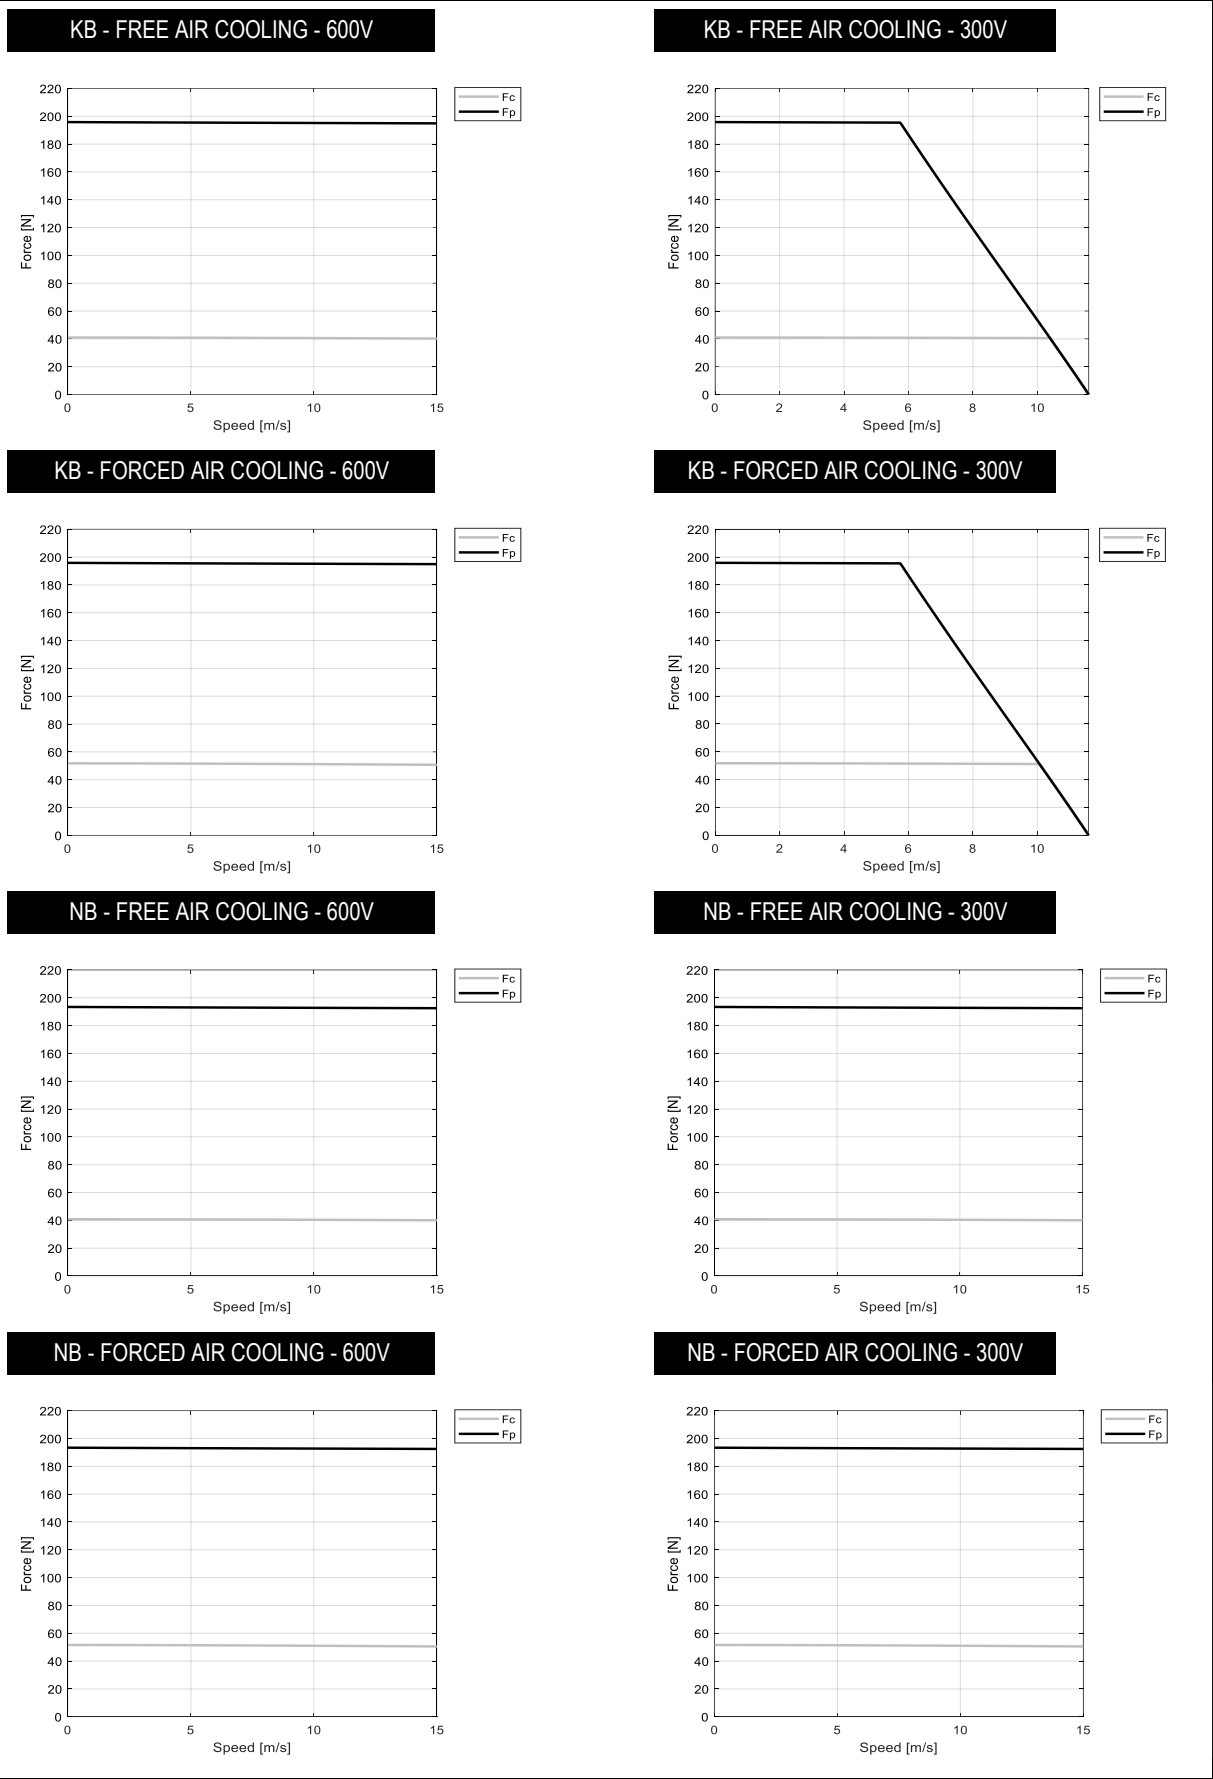 KB - FREE AIR COOLING - 600V
220
200
180
160
140
120
100
80
60
40
20
0
Force [N]
0 5 10 15
Speed [m/s]
Fc
Fp
KB - FREE AIR COOLING - 300V
220
200
180
160
140
120
100
80
60
40
20
0
Force [N]
0 2 4 6 8 10
Speed [m/s]
Fc
Fp
KB - FORCED AIR COOLING - 600V
220
200
180
160
140
120
100
80
60
40
20
0
Force [N]
0 5 10 15
Speed [m/s]
Fc
Fp
KB - FORCED AIR COOLING - 300V
220
200
180
160
140
120
100
80
60
40
20
0
Force [N]
0 2 4 6 8 10
Speed [m/s]
Fc
Fp
NB - FREE AIR COOLING - 600V
220
200
180
160
140
120
100
80
60
40
20
0
Force [N]
0 5 10 15
Speed [m/s]
Fc
Fp
NB - FREE AIR COOLING - 300V
220
200
180
160
140
120
100
80
60
40
20
0
Force [N]
0 5 10 15
Speed [m/s]
Fc
Fp
NB - FORCED AIR COOLING - 600V
220
200
180
160
140
120
100
80
60
40
20
0
Force [N]
0 5 10 15
Speed [m/s]
Fc
Fp
NB - FORCED AIR COOLING - 300V
220
200
180
160
140
120
100
80
60
40
20
0
Force [N]
0 5 10 15
Speed [m/s]
Fc
Fp